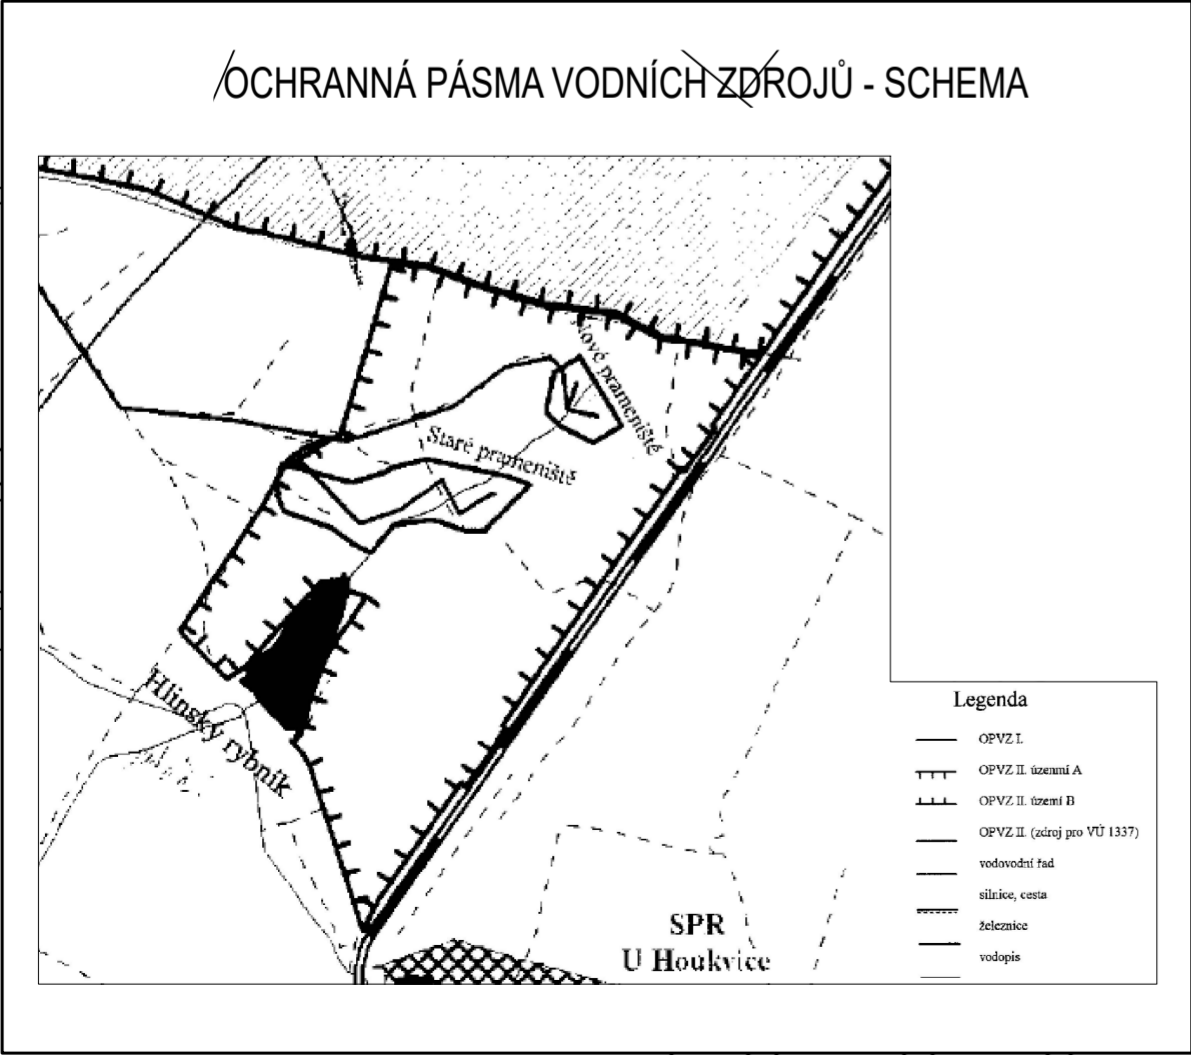 OCHRANNÁ PÁSMA VODNÍCH ZDROJŮ - SCHEMA
Nové prameniště
Staré prameniště
Hlinský rybník
SPR
U Houkvice
Legenda
OPVZ I.
OPVZ II. úzenmí A
OPVZ II. území B
OPVZ II. (zdroj pro VÚ 1337)
vodovodní řad
silnice, cesta
železnice
vodopis